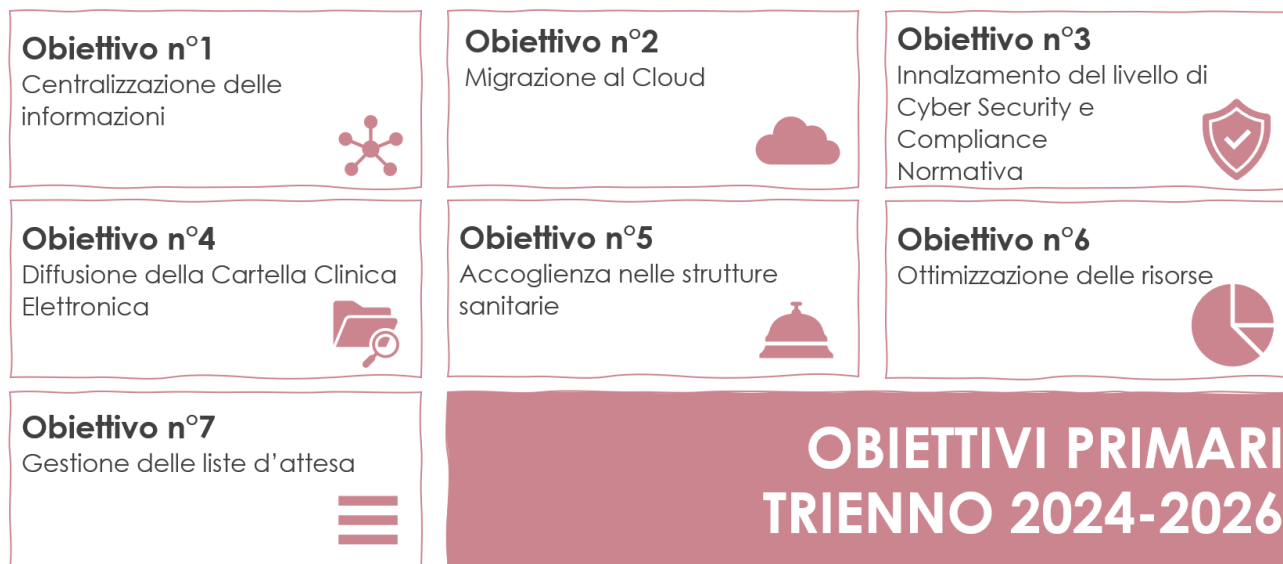 Obiettivo n°1
Centralizzazione delle
informazioni
Obiettivo n°2
Migrazione al Cloud
Obiettivo n°3
Innalzamento del livello di
Cyber Security e
Compliance
Normativa
Obiettivo n°4
Diffusione della Cartella Clinica
Elettronica
Obiettivo n°5
Accoglienza nelle strutture
sanitarie
Obiettivo n°6
Ottimizzazione delle risorse
Obiettivo n°7
Gestione delle liste d’attesa
OBIETTIVI PRIMARI
TRIENNO 2024-2026